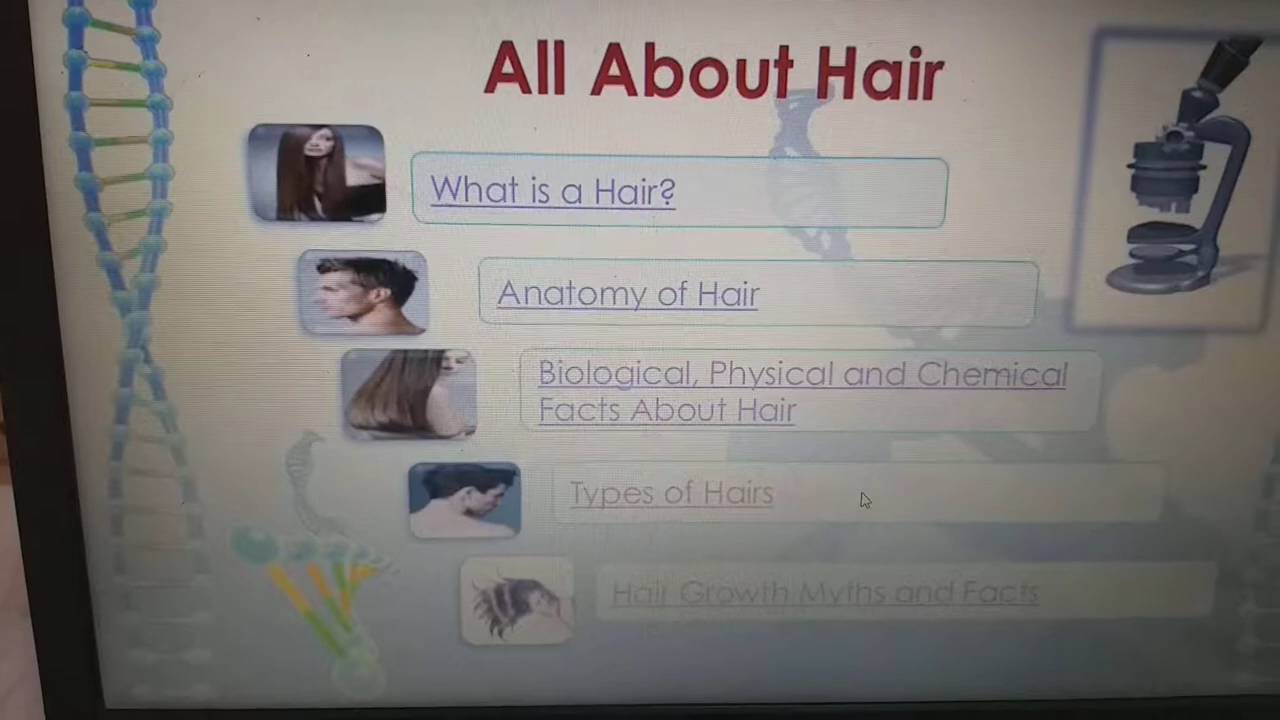 All About Hair
What is a Hair?
Anatomy of Hair
Biological, Physical and Chemical
Facts About Hair
Types of Hairs
Hair Growth Myths and Facts